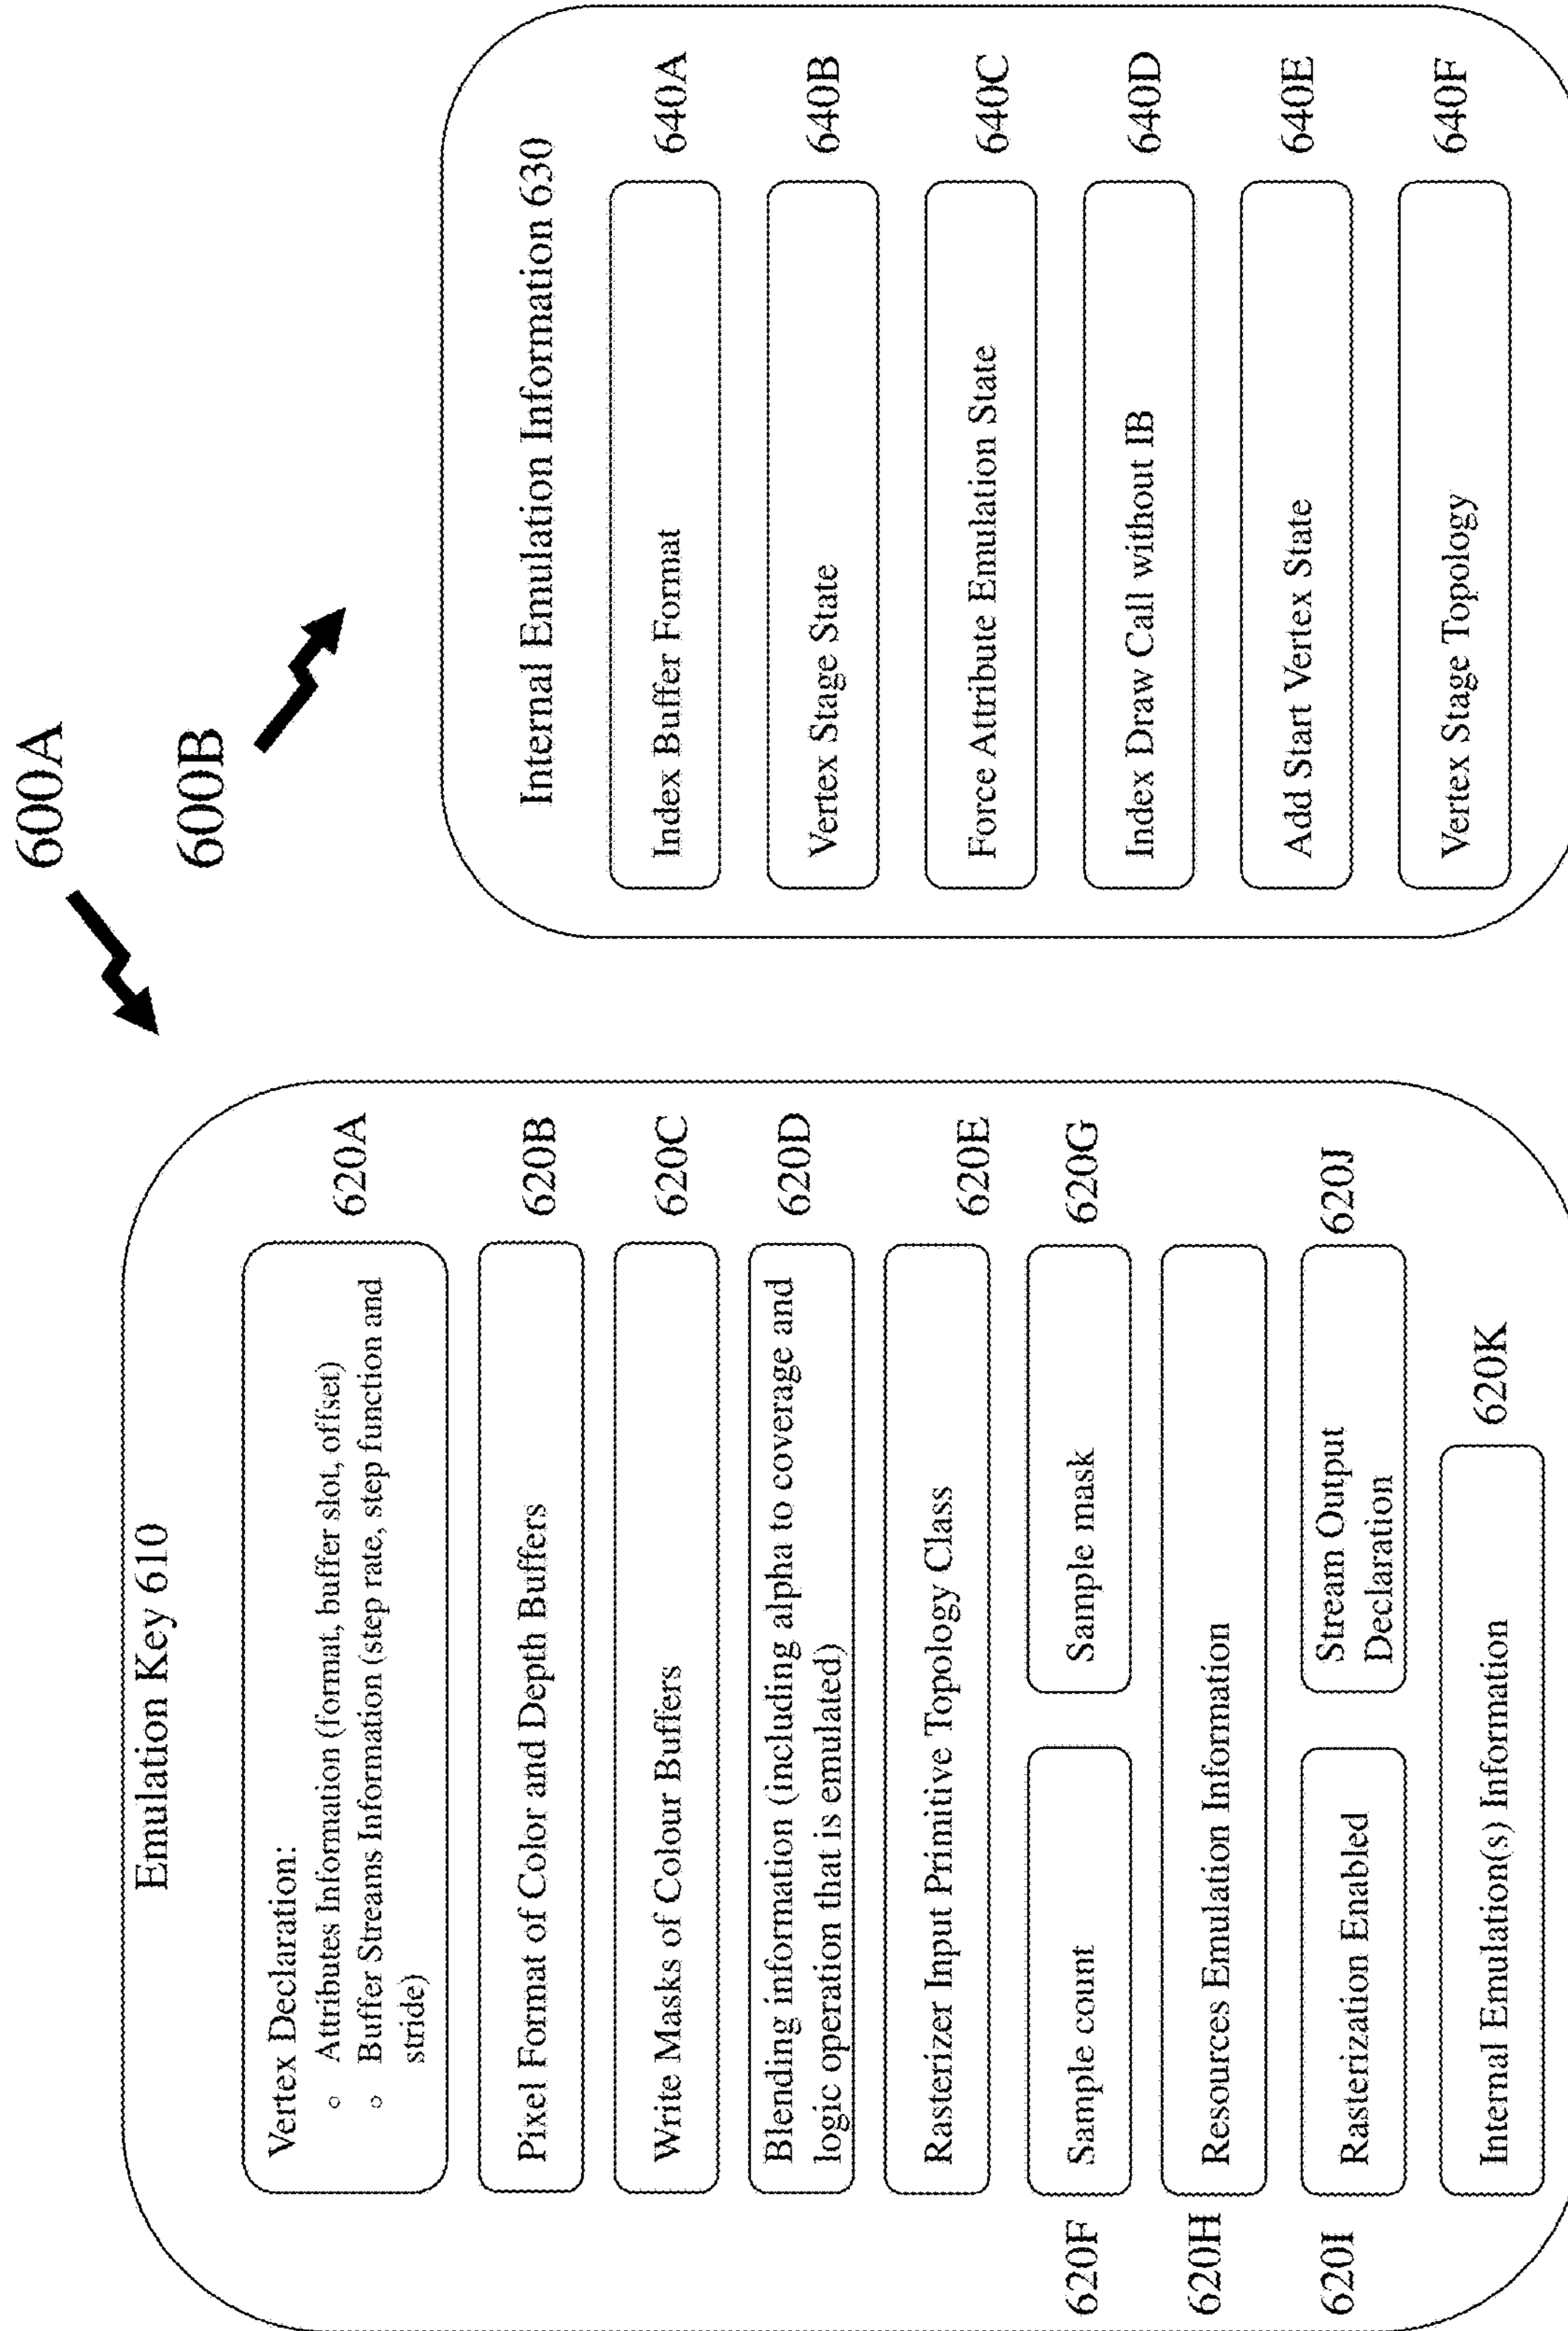 600A
600B
Emulation Key 610
Vertex Declaration:
◦ Attributes Information (format, buffer slot, offset)
◦ Buffer Streams Information (step rate, step function and
stride)
620A
Pixel Format of Color and Depth Buffers
620B
Write Masks of Colour Buffers
620C
Blending information (including alpha to coverage and
logic operation that is emulated)
620D
Rasterizer Input Primitive Topology Class
620E
620F
Sample count
Sample mask
620G
620H
Resources Emulation Information
620I
Rasterization Enabled
Stream Output
Declaration
620J
Internal Emulation(s) Information
620K
Internal Emulation Information 630
Index Buffer Format
640A
Vertex Stage State
640B
Force Attribute Emulation State
640C
Index Draw Call without IB
640D
Add Start Vertex State
640E
Vertex Stage Topology
640F